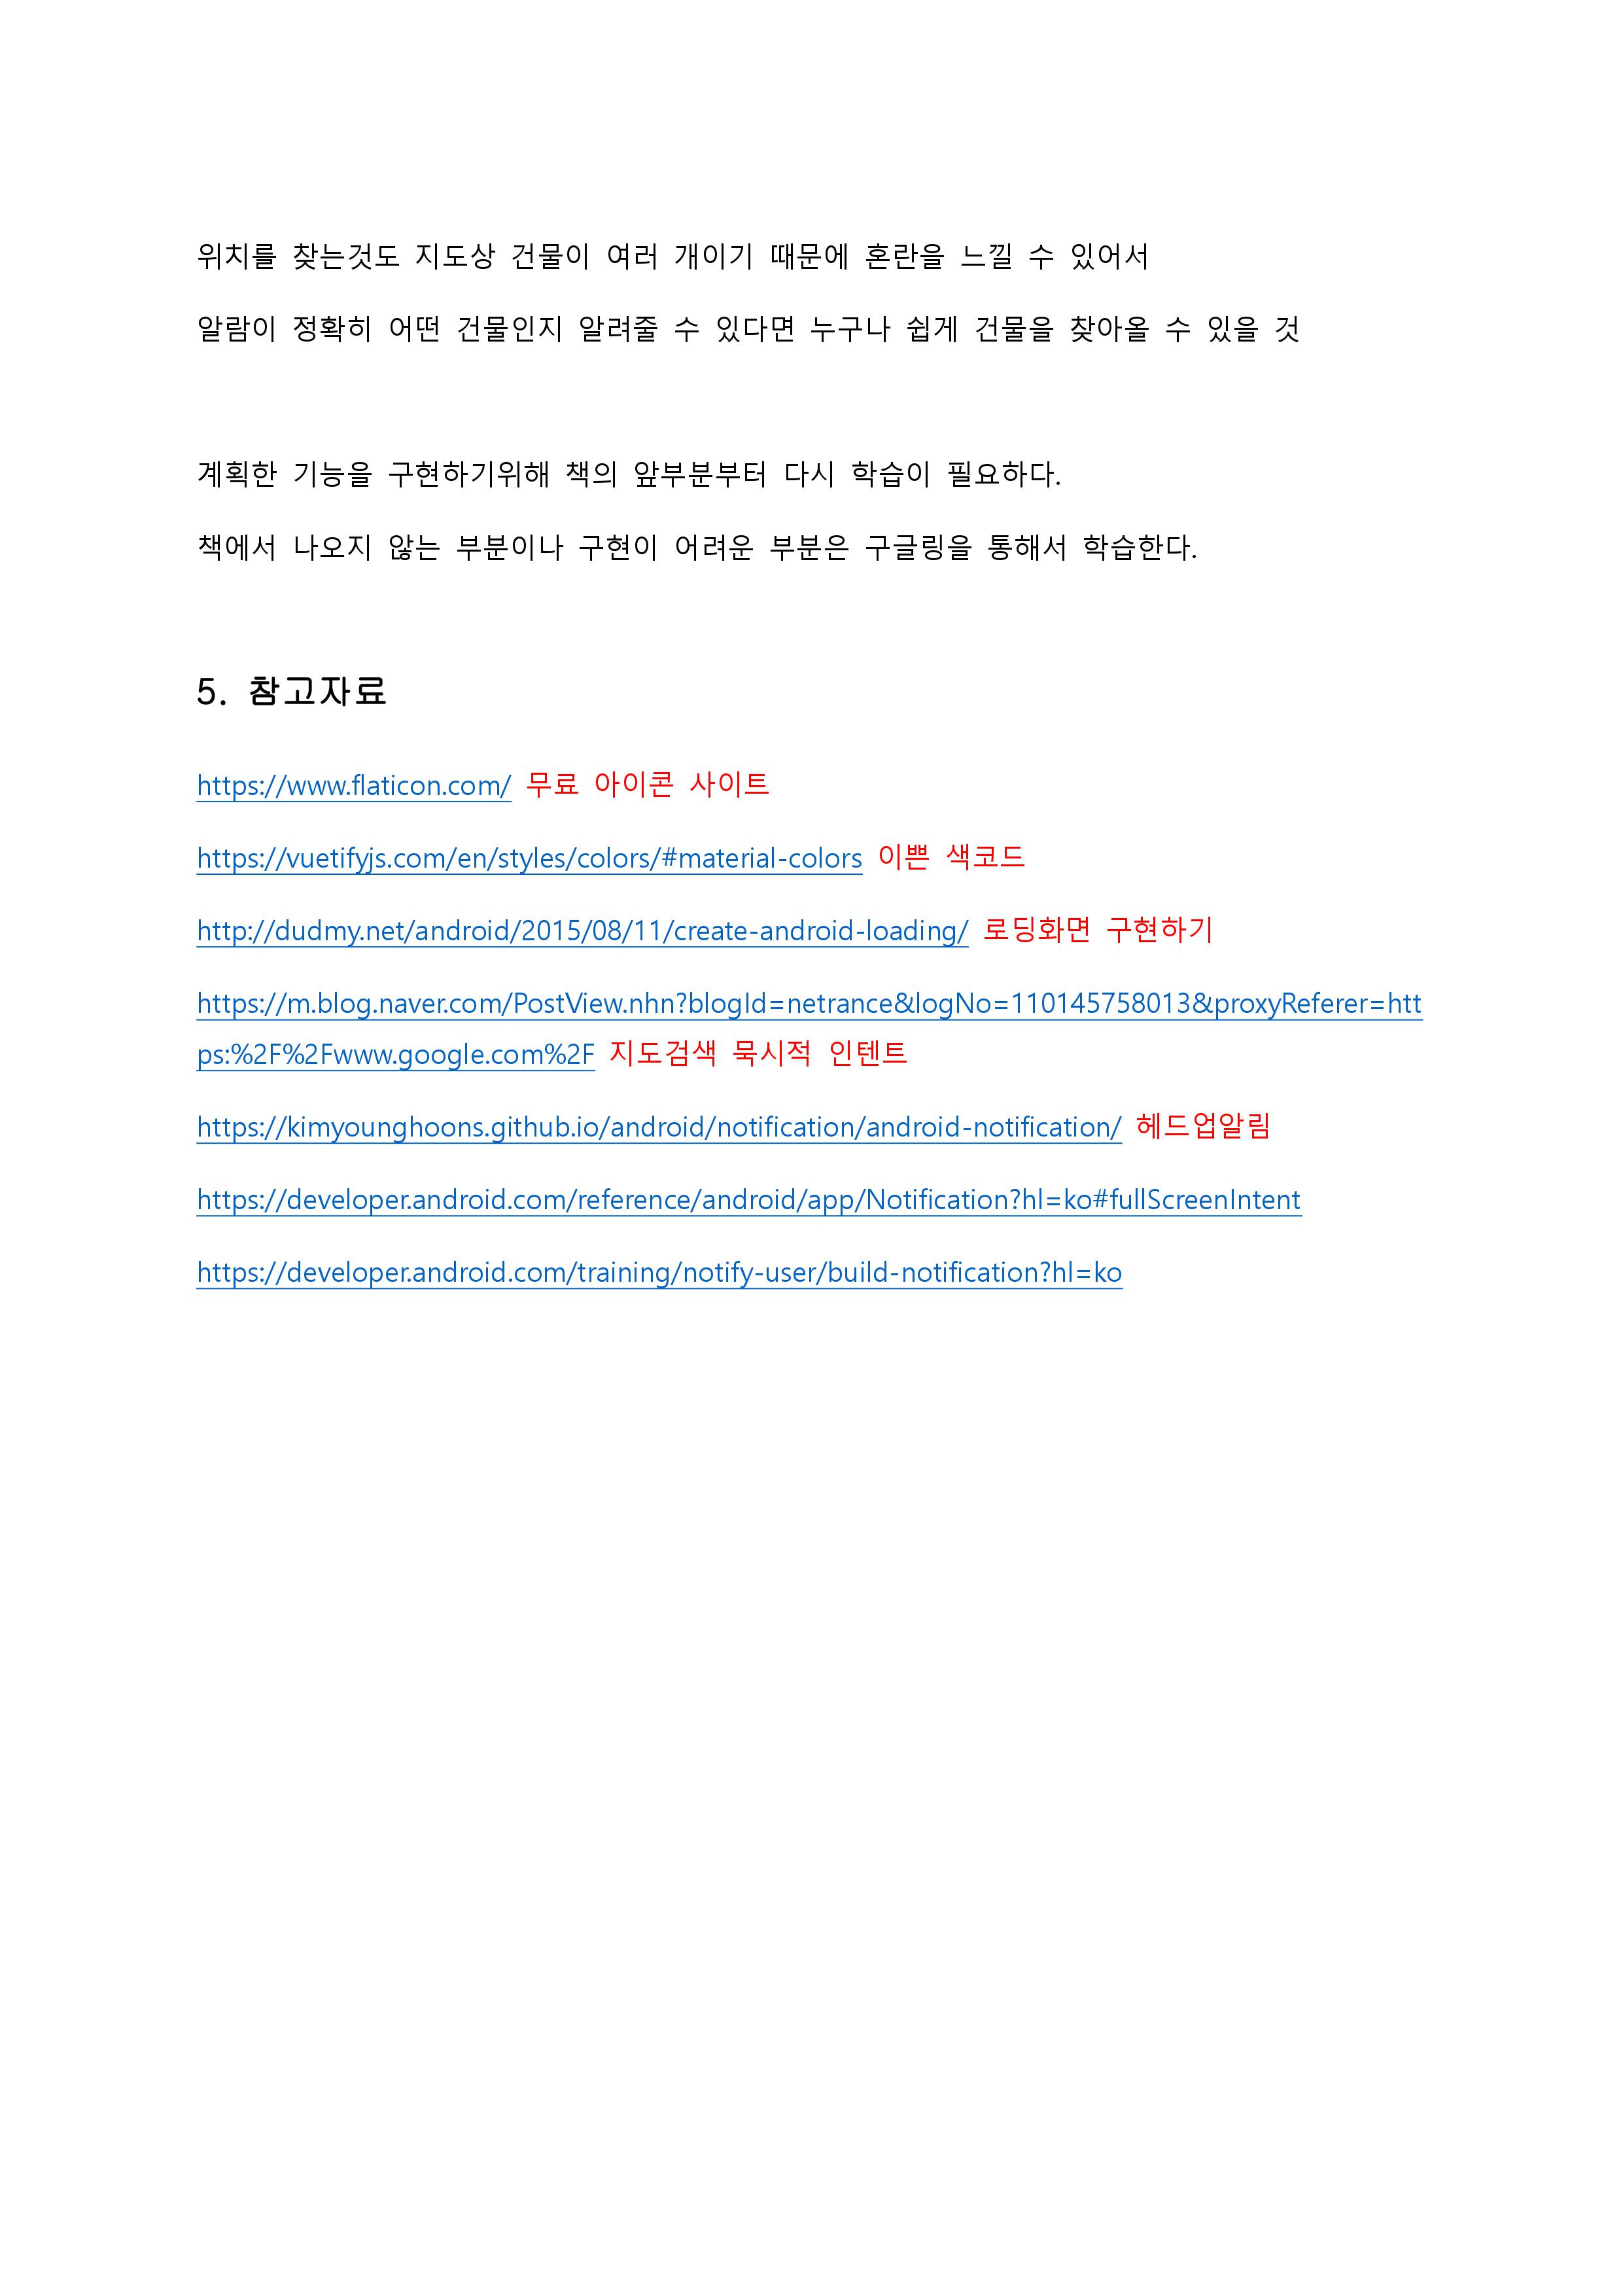 위치를 찾는것도 지도상 건물이 여러 개이기 때문에 혼란을 느낄 수 있어서
알람이 정확히 어떤 건물인지 알려줄 수 있다면 누구나 쉽게 건물을 찾아올 수 있을 것
계획한 기능을 구현하기위해 책의 앞부분부터 다시 학습이 필요하다.
책에서 나오지 않는 부분이나 구현이 어려운 부분은 구글링을 통해서 학습한다.
5. 참고자료
https://www.flaticon.com/ 무료 아이콘 사이트
https://vuetifyjs.com/en/styles/colors/#material-colors 이쁜 색코드
http://dudmy.net/android/2015/08/11/create-android-loading/ 로딩화면 구현하기
https://m.blog.naver.com/PostView.nhn?blogId=netrance&logNo=110145758013&proxyReferer=htt
ps:%2F%2Fwww.google.com%2F 지도검색 묵시적 인텐트
https://kimyounghoons.github.io/android/notification/android-notification/ 헤드업알림
https://developer.android.com/reference/android/app/Notification?hl=ko#fullScreenIntent
https://developer.android.com/training/notify-user/build-notification?hl=ko